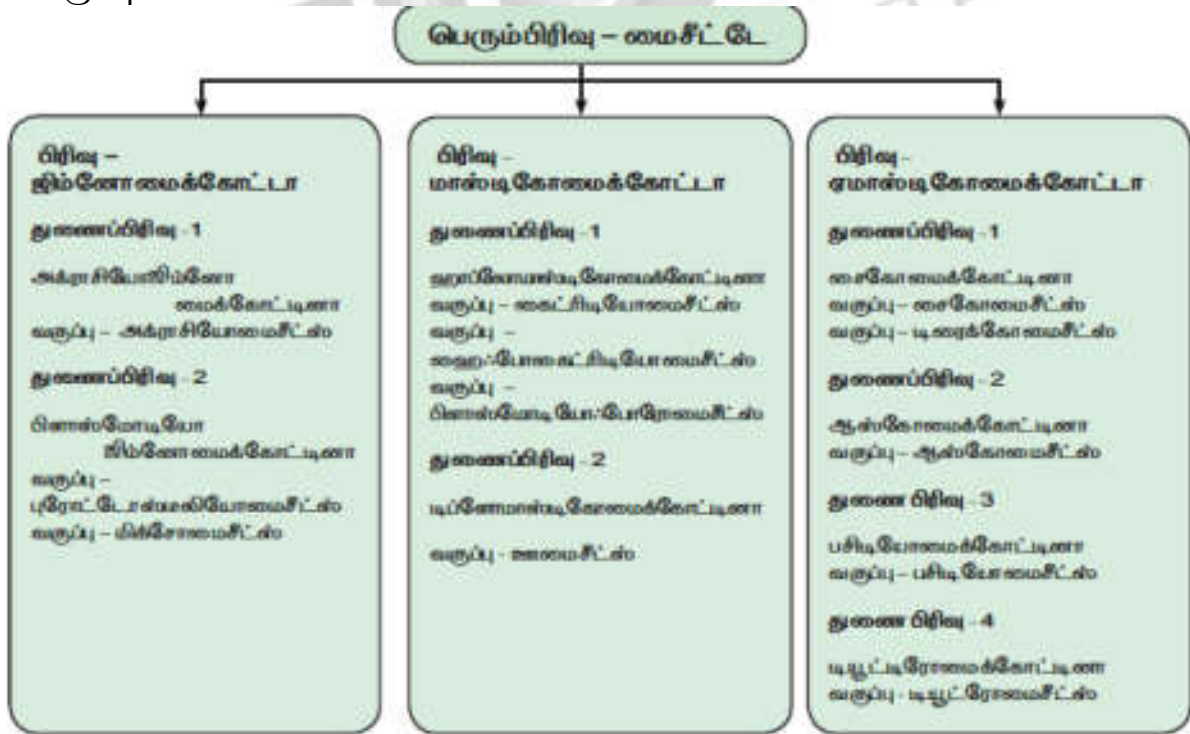 பெரும்பிரிவு – மைசீட்டே
பிரிவு –
ஜிம்னோமைக்கோட்டா
துணைப்பிரிவு - 1
அக்ராசியோஜிம்னோ
மைக்கோட்டினா
வகுப்பு – அக்ராசியோமைசீட்ஸ்
துணைப்பிரிவு - 2
பிளாஸ்மோடியோ
ஜிம்னோமைக்கோட்டினா
வகுப்பு –
புரோட்டோஸ்டீலியோமைசீட்ஸ்
வகுப்பு – மிக்சோமைசீட்ஸ்
பிரிவு -
மாஸ்டிகோமைக்கோட்டா
துணைப்பிரிவு - 1
ஹாப்லோமாஸ்டிகோமைக்கோட்டினா
வகுப்பு – கைட்ரிடியோமைசீட்ஸ்
வகுப்பு –
ஹைஃபோகைட்ரிடியோமைசீட்ஸ்
வகுப்பு –
பிளாஸ்மோடியோஃபோரோமைசீட்ஸ்
துணைப்பிரிவு - 2
டிப்ளோமாஸ்டிகோமைக்கோட்டினா
வகுப்பு - ஊமைசீட்ஸ்
பிரிவு -
ஏமாஸ்டிகோமைக்கோட்டா
துணைப்பிரிவு - 1
சைகோமைக்கோட்டினா
வகுப்பு – சைகோமைசீட்ஸ்
வகுப்பு – டிரைக்கோமைசீட்ஸ்
துணைப்பிரிவு - 2
ஆஸ்கோமைக்கோட்டினா
வகுப்பு – ஆஸ்கோமைசீட்ஸ்
துணை பிரிவு - 3
பசிடியோமைக்கோட்டினா
வகுப்பு – பசிடியோமைசீட்ஸ்
துணை பிரிவு - 4
டியூட்டிரோமைக்கோட்டினா
வகுப்பு - டியூட்ரோமைசீட்ஸ்